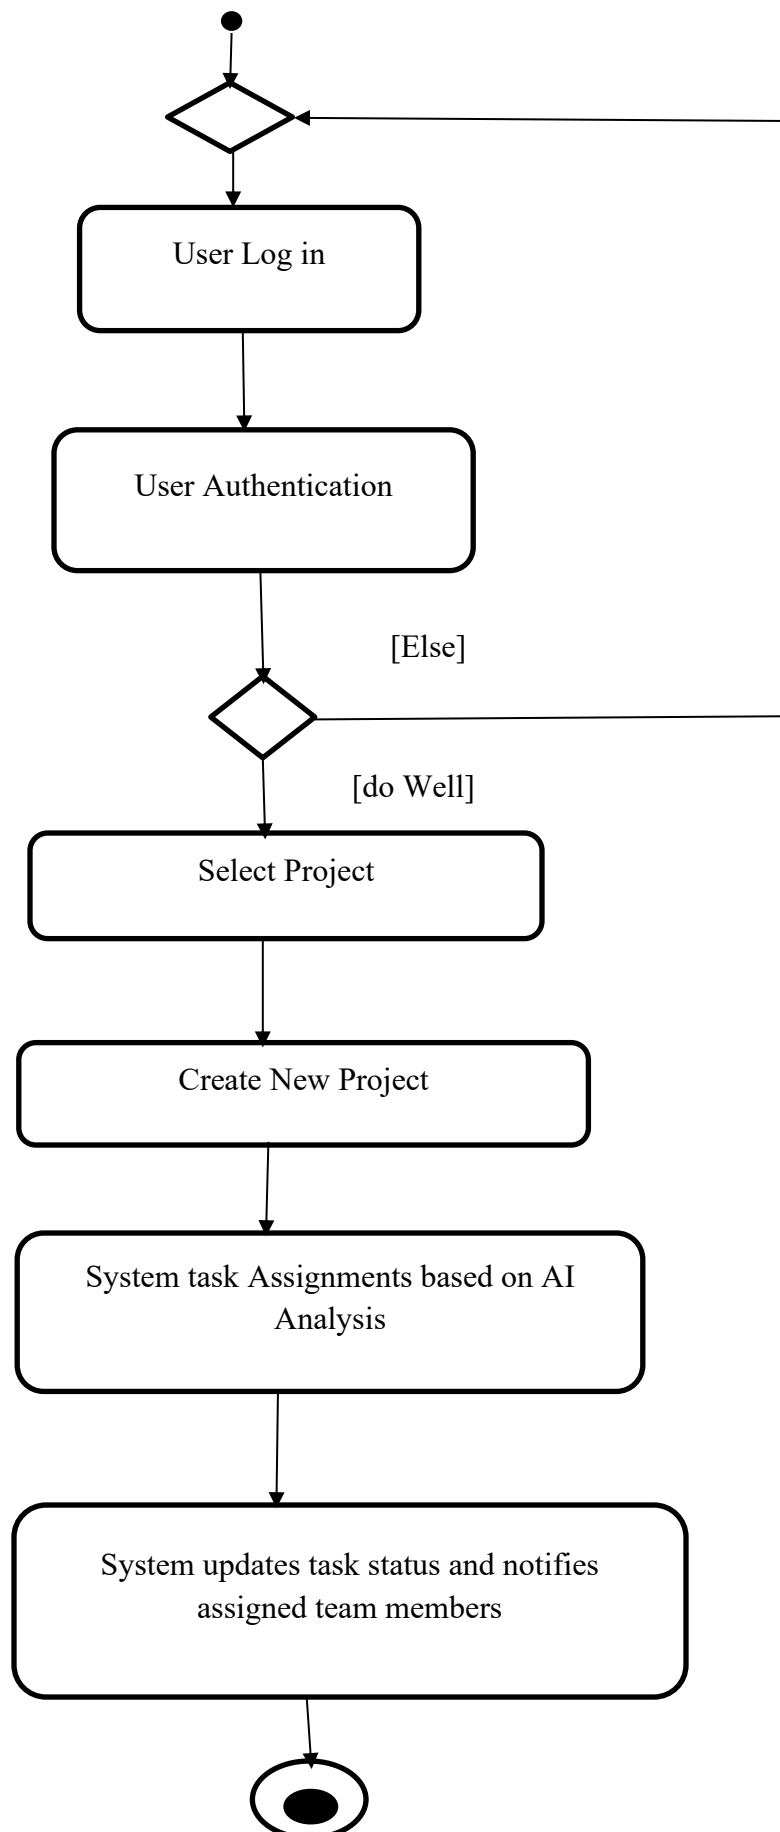 User Log in
User Authentication
[Else]
[do Well]
Select Project
Create New Project
System task Assignments based on AI
Analysis
System updates task status and notifies
assigned team members